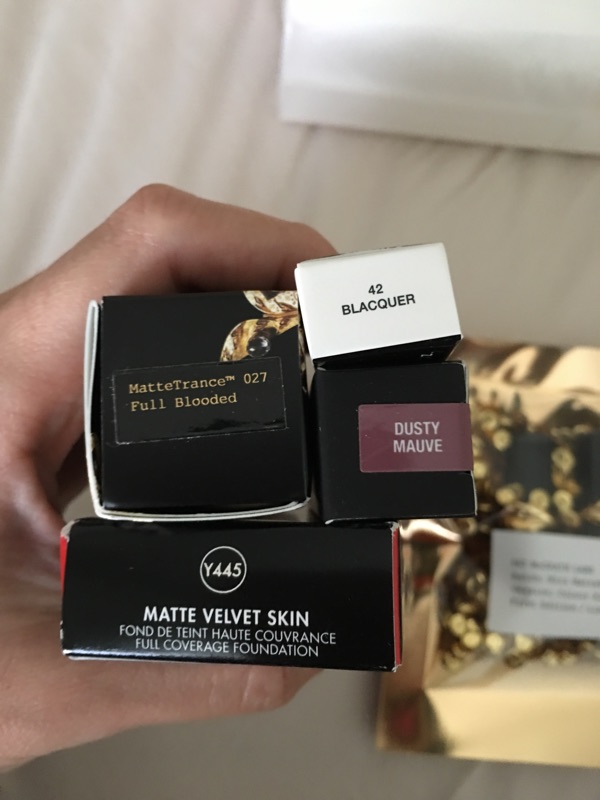 42
BLACQUER
MatteTrance™ 027
Full Blooded
DUSTY
MAUVE
Y445
MATTE VELVET SKIN
FOND DE TEINT HAUTE COUVRANCE
FULL COVERAGE FOUNDATION